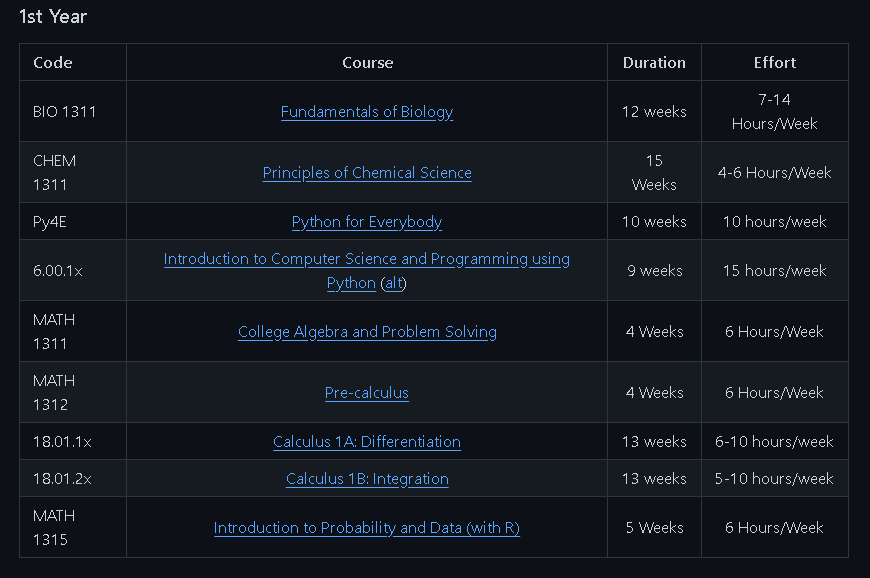 1st Year
Code Course Duration Effort
BIO 1311 Fundamentals of Biology 12 weeks 7-14
Hours/Week
CHEM
1311 Principles of Chemical Science 15
Weeks 4-6 Hours/Week
Py4E Python for Everybody 10 weeks 10 hours/week
6.00.1x Introduction to Computer Science and Programming using
Python (alt) 9 weeks 15 hours/week
MATH
1311 College Algebra and Problem Solving 4 Weeks 6 Hours/Week
MATH
1312 Pre-calculus 4 Weeks 6 Hours/Week
18.01.1x Calculus 1A: Differentiation 13 weeks 6-10 hours/week
18.01.2x Calculus 1B: Integration 13 weeks 5-10 hours/week
MATH
1315 Introduction to Probability and Data (with R) 5 Weeks 6 Hours/Week